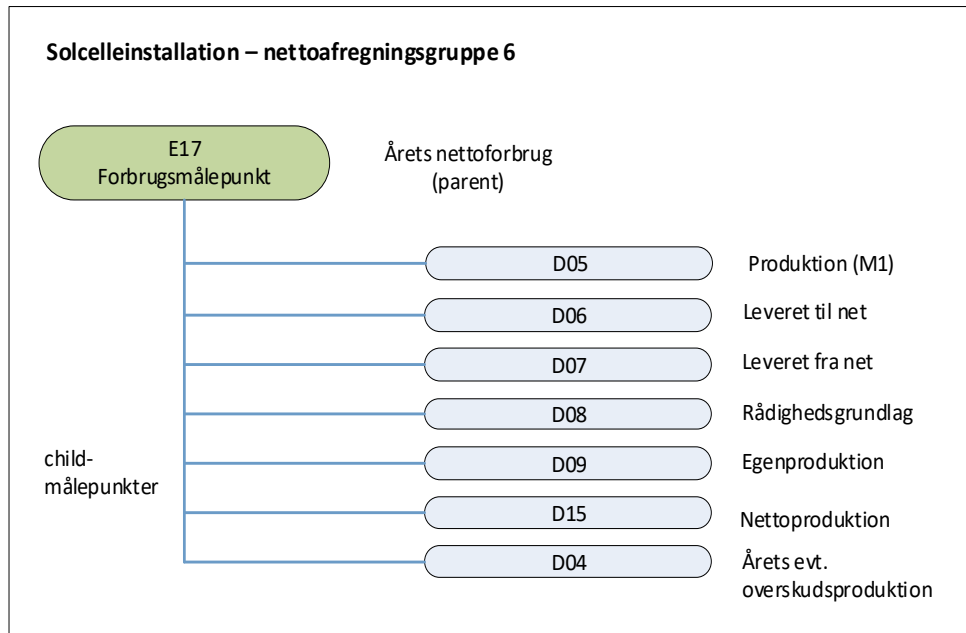 Solcelleinstallation – nettoafregningsgruppe 6
E17
Forbrugsmålepunkt
Årets nettoforbrug
(parent)
D05
Produktion (M1)
D06
Leveret til net
D07
Leveret fra net
D08
Rådighedsgrundlag
child-
målepunkter
D09
Egenproduktion
D15
Nettoproduktion
D04
Årets evt.
overskudsproduktion